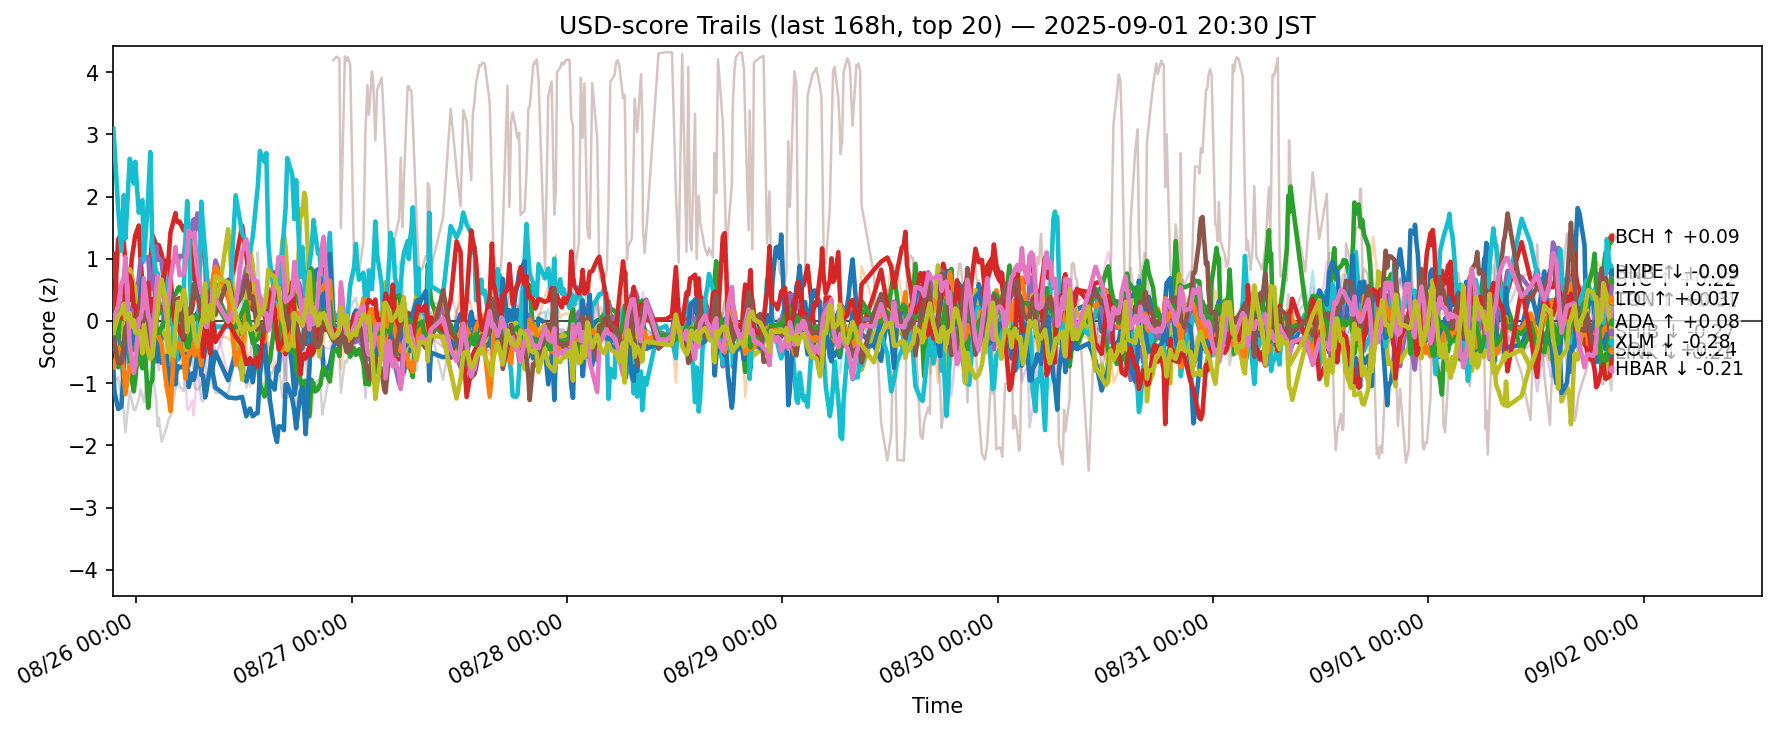 USD-score Trails (last 168h, top 20) — 2025-09-01 20:30 JST
Score (z)
4
3
2
1
0
−1
−2
−3
−4
BCH ↑ +0.09
HYPE ↓ -0.09
LTC ↑ +0.01
ADA ↑ +0.08
XLM ↓ -0.28
HBAR ↓ -0.21
08/26 00:00
08/27 00:00
08/28 00:00
08/29 00:00
08/30 00:00
08/31 00:00
09/01 00:00
09/02 00:00
Time